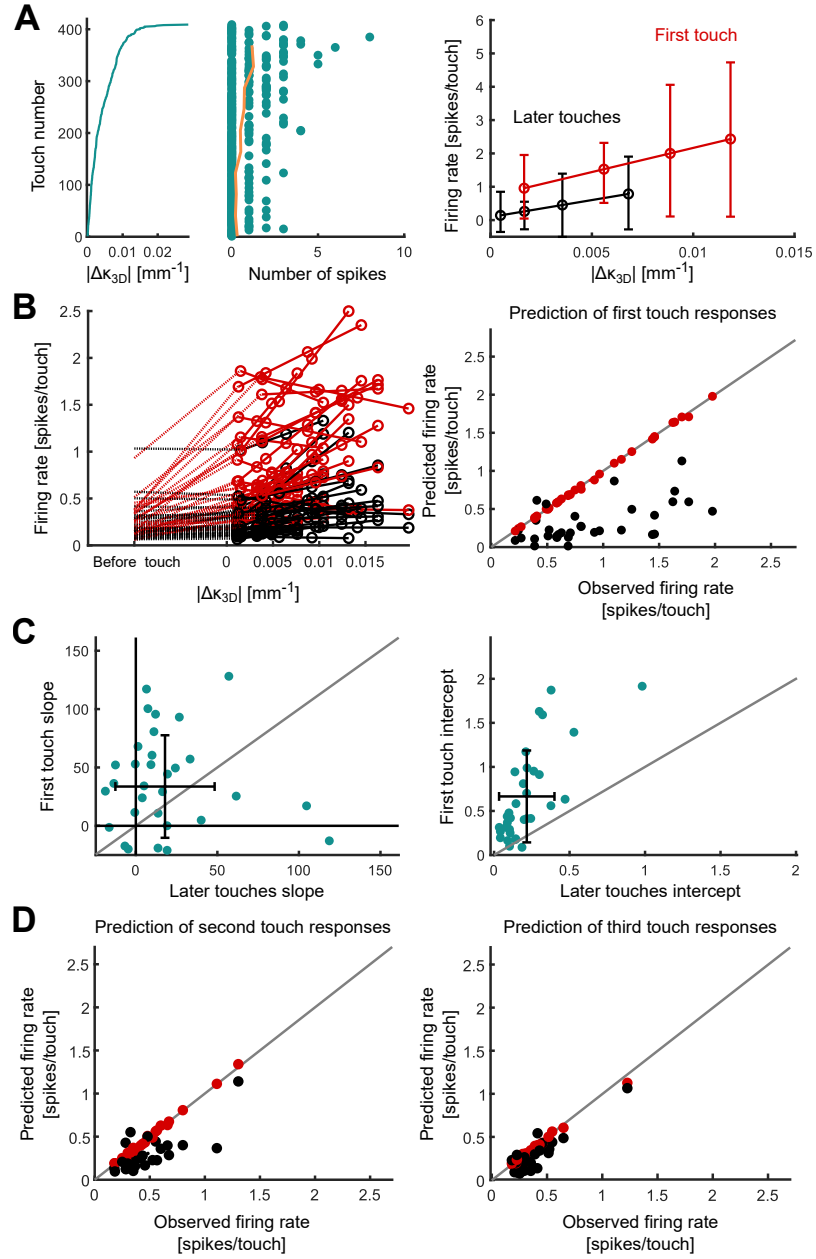 A
Touch number
400
300
200
100
0
0
0.01
0.02
|Δκ3D| [mm-1]
0
5
10
Number of spikes
Firing rate [spikes/touch]
6
5
4
3
2
1
0
First touch
Later touches
0
0.005
0.01
0.015
|Δκ3D| [mm-1]
B
Firing rate [spikes/touch]
2.5
2
1.5
1
0.5
0
Before touch
0
0.005
0.01
0.015
|Δκ3D| [mm-1]
Prediction of first touch responses
Predicted firing rate
[spikes/touch]
2.5
2
1.5
1
0.5
0
0
0.5
1
1.5
2
2.5
Observed firing rate
[spikes/touch]
C
First touch slope
150
100
50
0
0
50
100
150
Later touches slope
First touch intercept
2
1.5
1
0.5
0
0
0.5
1
1.5
2
Later touches intercept
D
Prediction of second touch responses
Predicted firing rate
[spikes/touch]
2.5
2
1.5
1
0.5
0
0
0.5
1
1.5
2
2.5
Observed firing rate
[spikes/touch]
Prediction of third touch responses
Predicted firing rate
[spikes/touch]
2.5
2
1.5
1
0.5
0
0
0.5
1
1.5
2
2.5
Observed firing rate
[spikes/touch]